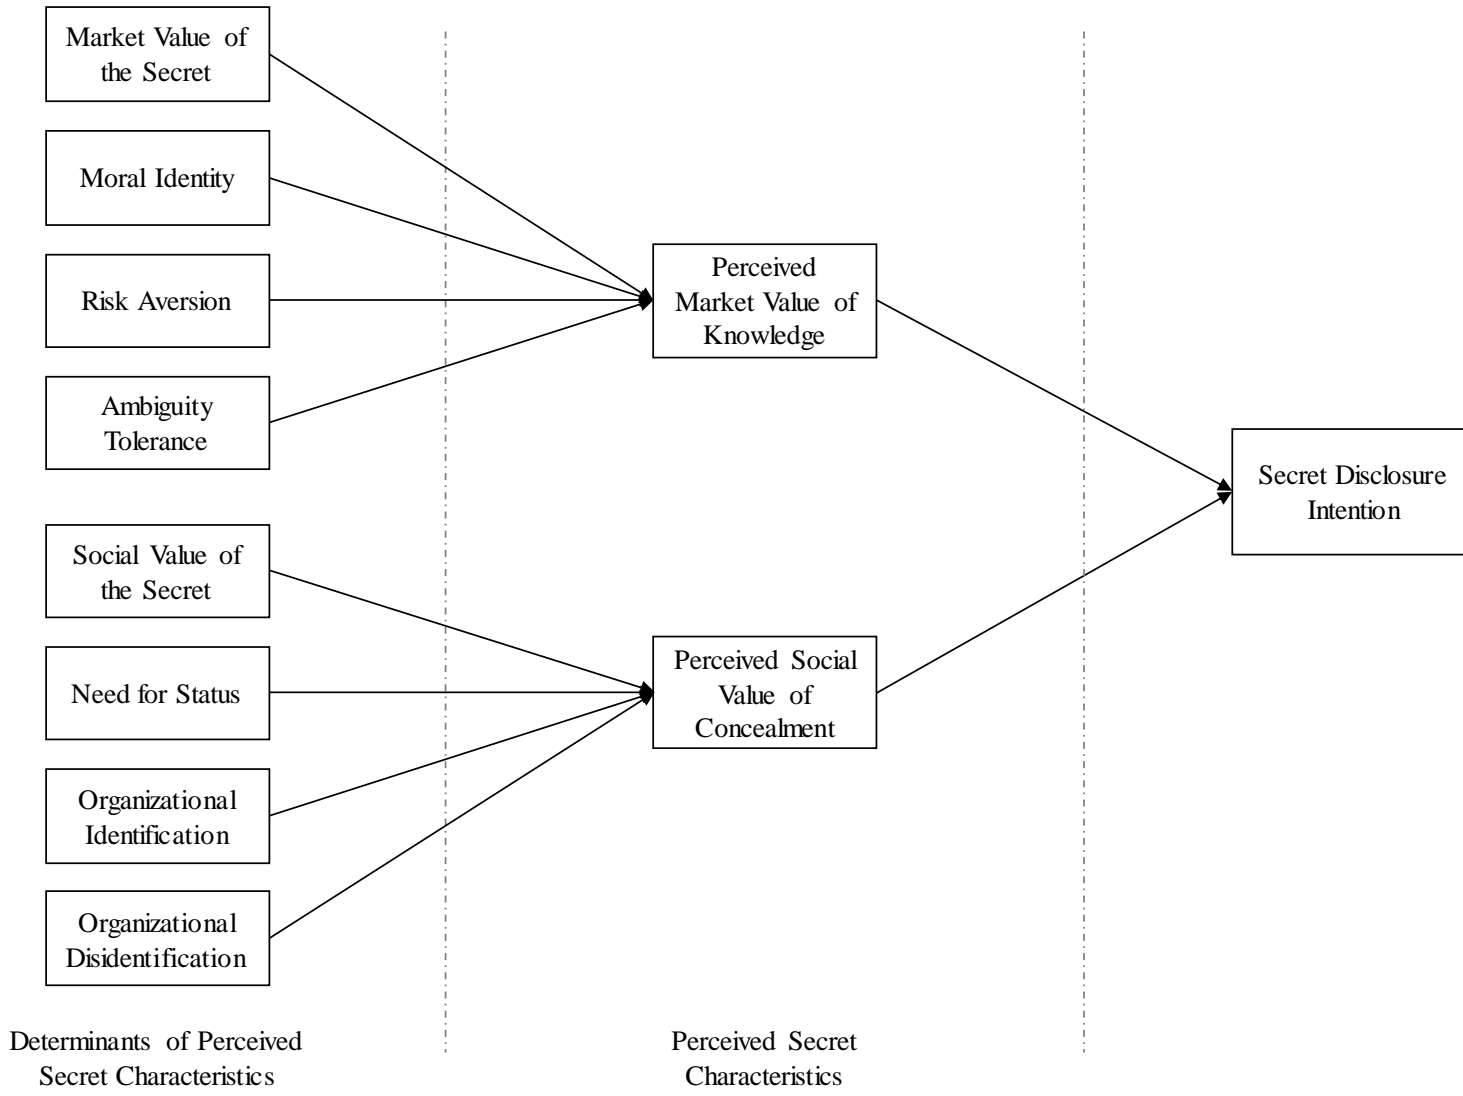 Market Value of
the Secret
Moral Identity
Risk Aversion
Ambiguity
Tolerance
Social Value of
the Secret
Need for Status
Organizational
Identification
Organizational
Disidentification
Determinants of Perceived
Secret Characteristics
Perceived
Market Value of
Knowledge
Perceived Social
Value of
Concealment
Perceived Secret
Characteristics
Secret Disclosure
Intention